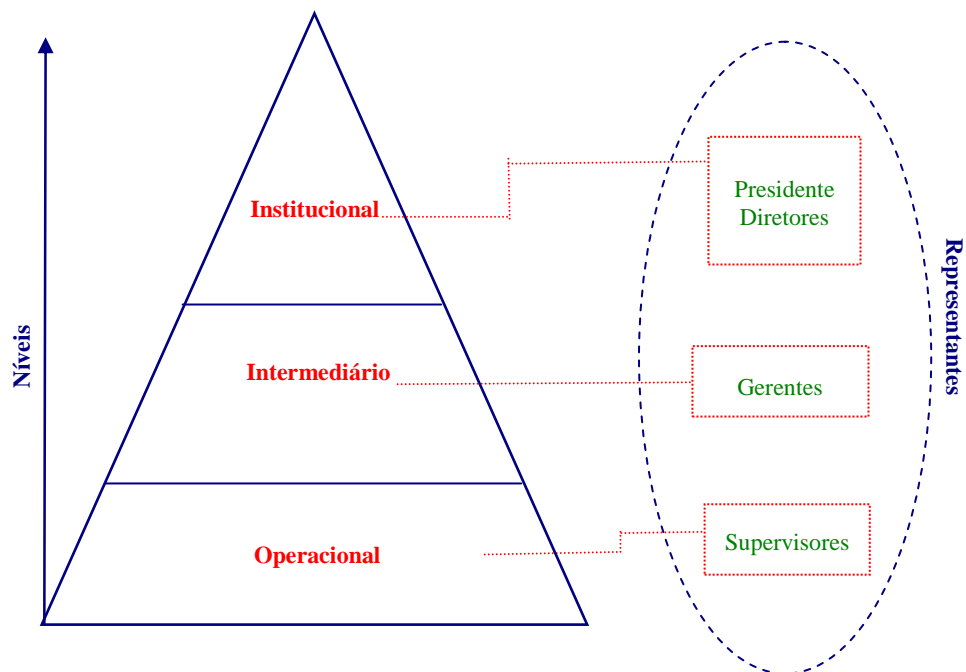 Níveis
Institucional
Intermediário
Operacional
Presidente
Diretores
Gerentes
Supervisores
Representantes